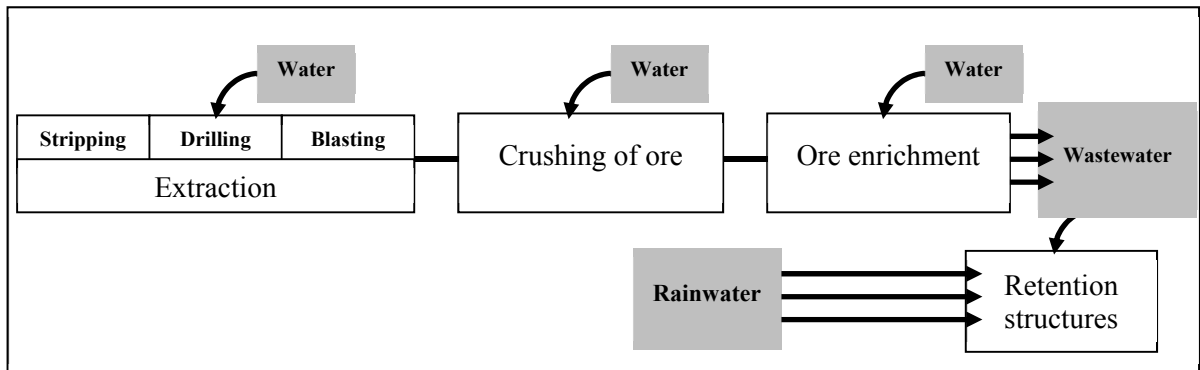 Water
Water
Water
Stripping
Drilling
Blasting
Extraction
Crushing of ore
Ore enrichment
Wastewater
Rainwater
Retention
structures